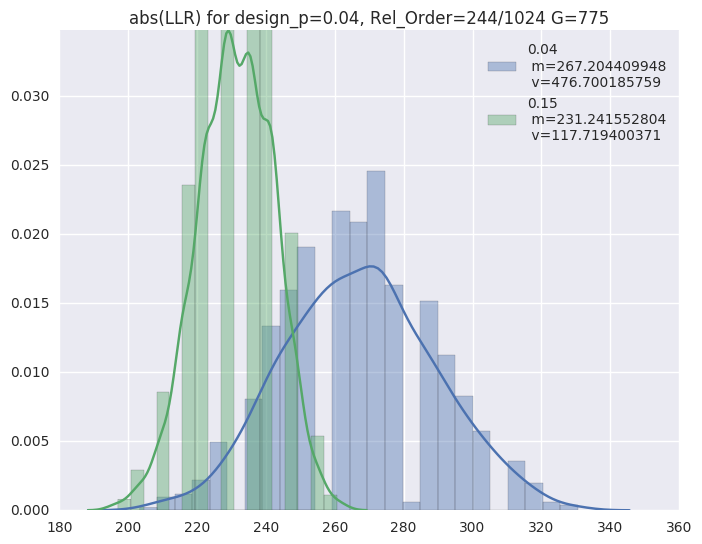 abs(LLR) for design_p=0.04, Rel_Order=244/1024 G=775
0.04
m=267.204409948
v=476.700185759
0.15
m=231.241552804
v=117.719400371
0.030
0.025
0.020
0.015
0.010
0.005
0.000
180 200 220 240 260 280 300 320 340 360